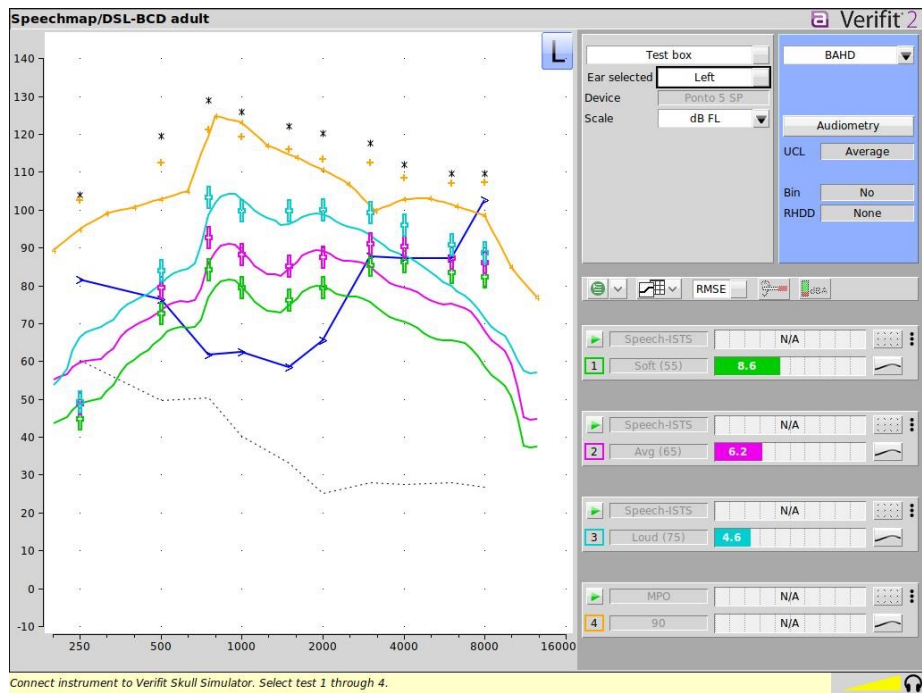 Speechmap/DSL-BCD adult
a Verifit 2
L
140
130
120
110
100
90
80
70
60
50
40
30
20
10
0
-10
250 500 1000 2000 4000 8000 16000
Test box
Ear selected Left
Device Ponto 5 SP
Scale dB FL
BAHD
Audiometry
UCL Average
Bin No
RHDD None
RMSE dBA
Speech-ISTS N/A
1 Soft (55) 8.6
Speech-ISTS N/A
2 Avg (65) 6.2
Speech-ISTS N/A
3 Loud (75) 4.6
MPO N/A
4 90 N/A
Connect instrument to Verifit Skull Simulator. Select test 1 through 4.